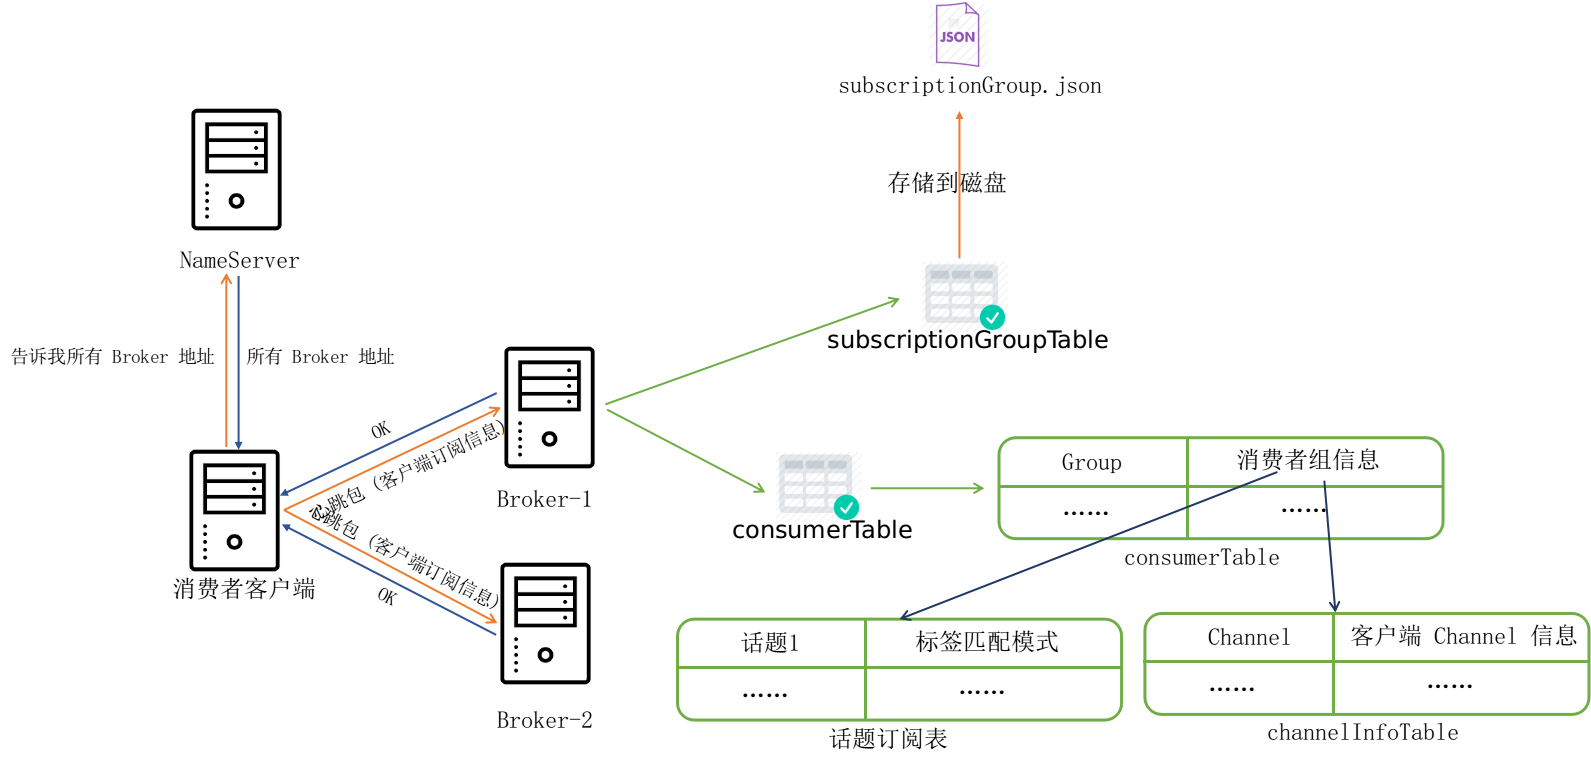 JSON
subscriptionGroup.json
存储到磁盘
NameServer
告诉我所有 Broker 地址
所有 Broker 地址
subscriptionGroupTable
OK
心跳包（客户端订阅信息）
Broker-1
心跳包（客户端订阅信息）
OK
消费者客户端
Broker-2
consumerTable
Group
消费者组信息
……
……
consumerTable
话题1
标签匹配模式
……
……
话题订阅表
Channel
客户端 Channel 信息
……
……
channelInfoTable